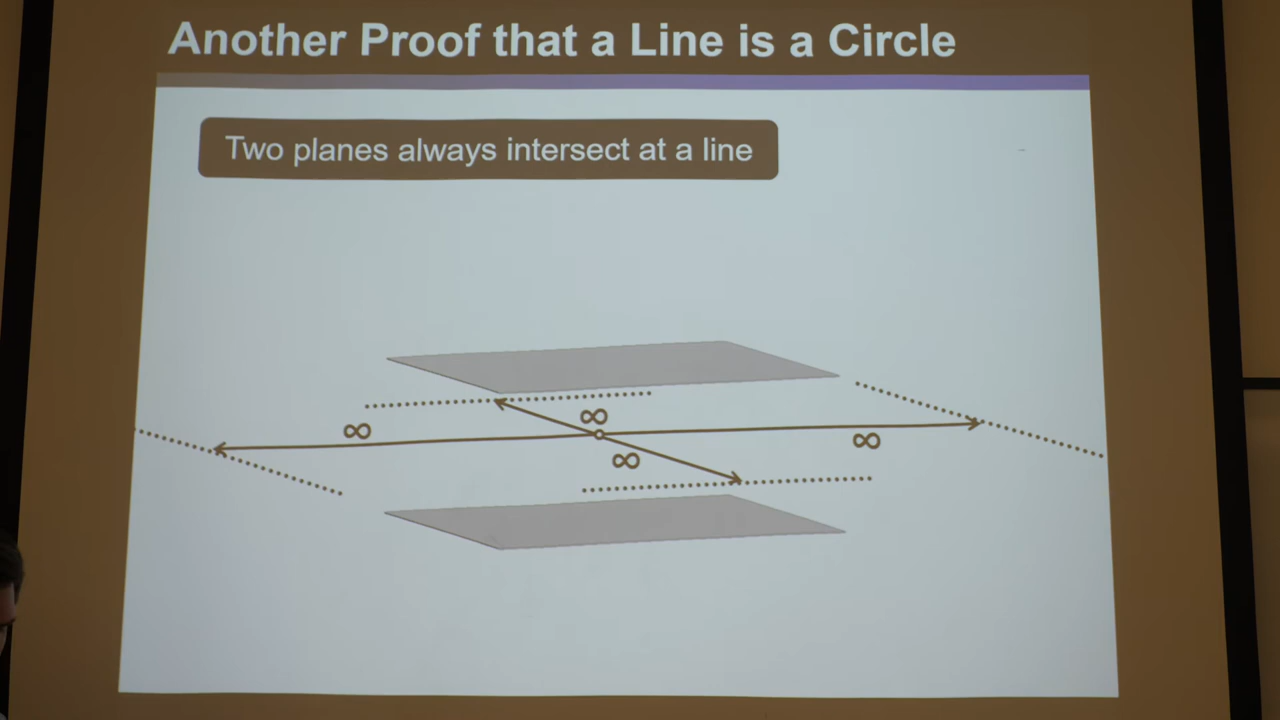 Another Proof that a Line is a Circle
Two planes always intersect at a line
∞
∞
∞
∞